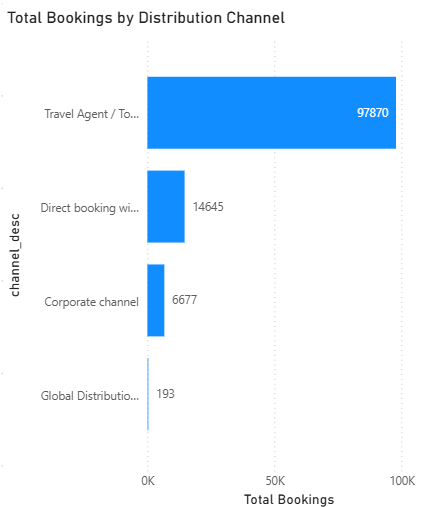 Total Bookings by Distribution Channel
channel_desc
Travel Agent / To...
97870
Direct booking wi...
14645
Corporate channel
6677
Global Distributio...
193
0K 50K 100K
Total Bookings